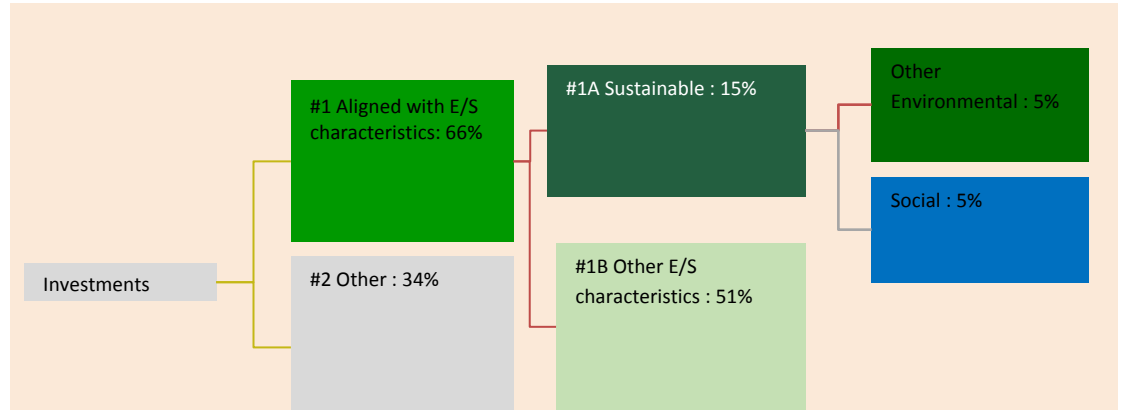 Investments
#1 Aligned with E/S
characteristics: 66%
#2 Other : 34%
#1A Sustainable : 15%
#1B Other E/S
characteristics : 51%
Other
Environmental : 5%
Social : 5%